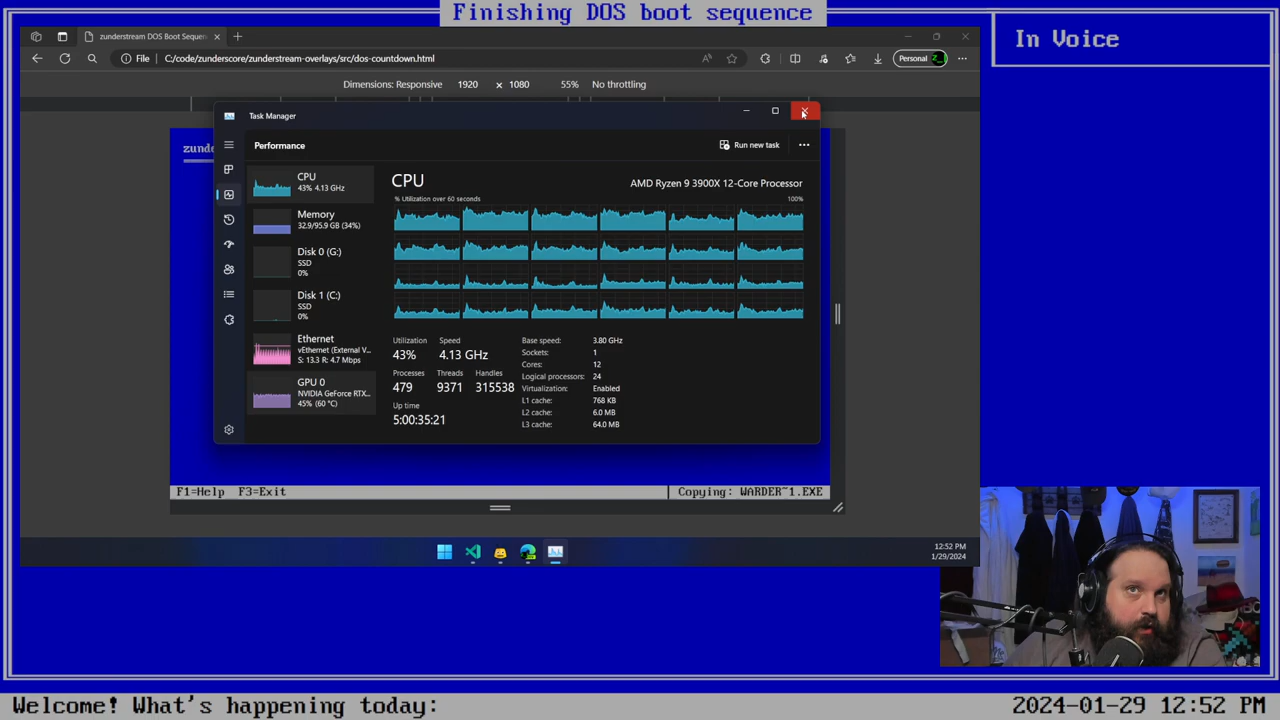 Finishing DOS boot sequence
In Voice
zunderstream DOS Boot Sequen
File
C:/code/zunderscore/zunderstream-overlays/src/dos-countdown.html
Personal
Dimensions: Responsive 1920 × 1080 55% No throttling
Task Manager
Performance
Run new task
CPU
43% 4.13 GHz
Memory
32.9/95.9 GB (34%)
Disk 0 (G:)
SSD
0%
Disk 1 (C:)
SSD
0%
Ethernet
vEthernet (External V...
S: 13.3 R: 4.7 Mbps
GPU 0
NVIDIA GeForce RTX...
45% (60 °C)
CPU
AMD Ryzen 9 3900X 12-Core Processor
% Utilization over 60 seconds 100%
Utilization Speed
43% 4.13 GHz
Processes Threads Handles
479 9371 315538
Up time
5:00:35:21
Base speed: 3.80 GHz
Sockets: 1
Cores: 12
Logical processors: 24
Virtualization: Enabled
L1 cache: 768 KB
L2 cache: 6.0 MB
L3 cache: 64.0 MB
zunde
F1=Help F3=Exit
Copying: WARDER~1.EXE
12:52 PM
1/29/2024
Welcome! What's happening today:
2024-01-29 12:52 PM